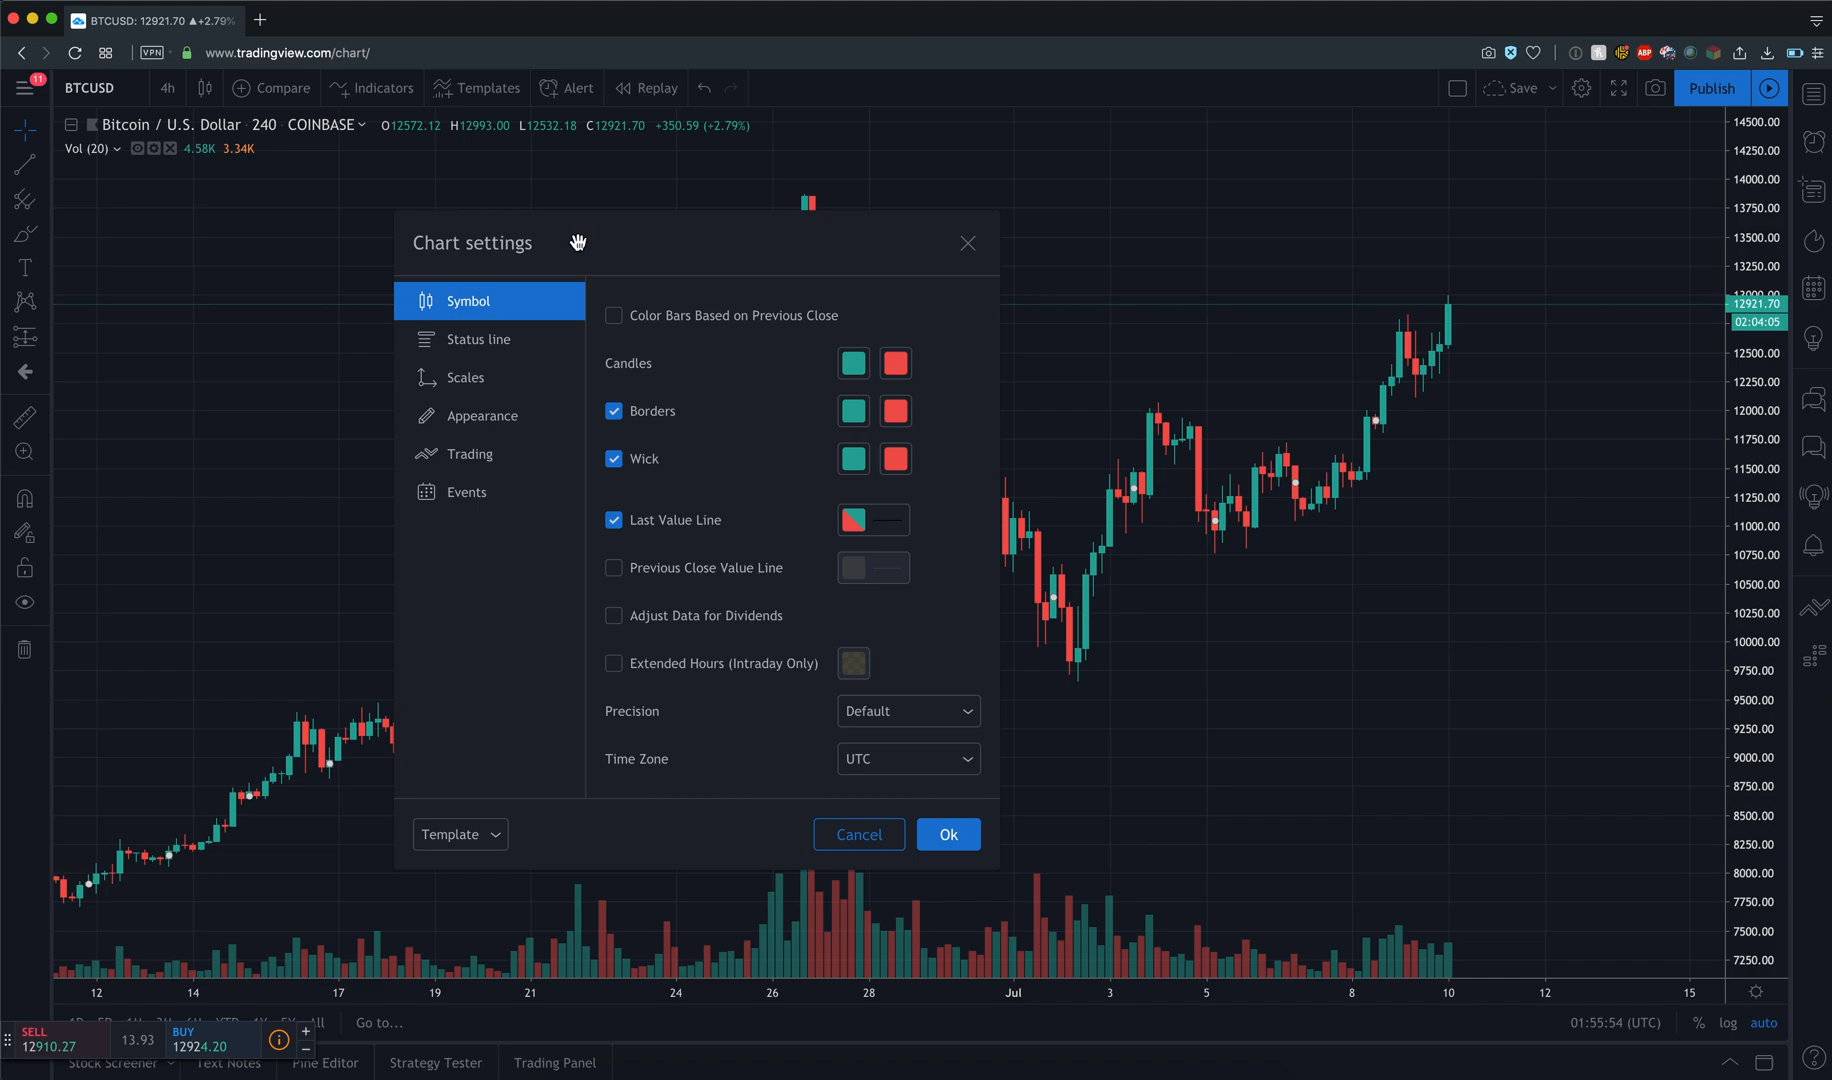 BTCUSD: 12921.70 ▲+2.79%
VPN
www.tradingview.com/chart/
ABP
11
BTCUSD
4h
Compare
Indicators
Templates
Alert
Replay
Save
Publish
Bitcoin / U.S. Dollar · 240 · COINBASE
O12572.12 H12993.00 L12532.18 C12921.70 +350.59 (+2.79%)
Vol (20)
4.58K 3.34K
Chart settings
Symbol
Status line
Scales
Appearance
Trading
Events
Color Bars Based on Previous Close
Candles
Borders
Wick
Last Value Line
Previous Close Value Line
Adjust Data for Dividends
Extended Hours (Intraday Only)
Precision
Default
Time Zone
UTC
Template
Cancel
Ok
14500.00
14250.00
14000.00
13750.00
13500.00
13250.00
13000.00
12921.70
02:04:05
12500.00
12250.00
12000.00
11750.00
11500.00
11250.00
11000.00
10750.00
10500.00
10250.00
10000.00
9750.00
9500.00
9250.00
9000.00
8750.00
8500.00
8250.00
8000.00
7750.00
7500.00
7250.00
12 14 17 19 21 24 26 28 Jul 3 5 8 10 12 15
Go to...
01:55:54 (UTC)
% log auto
SELL
12910.27
13.93
BUY
12924.20
Stock Screener
Text Notes
Pine Editor
Strategy Tester
Trading Panel